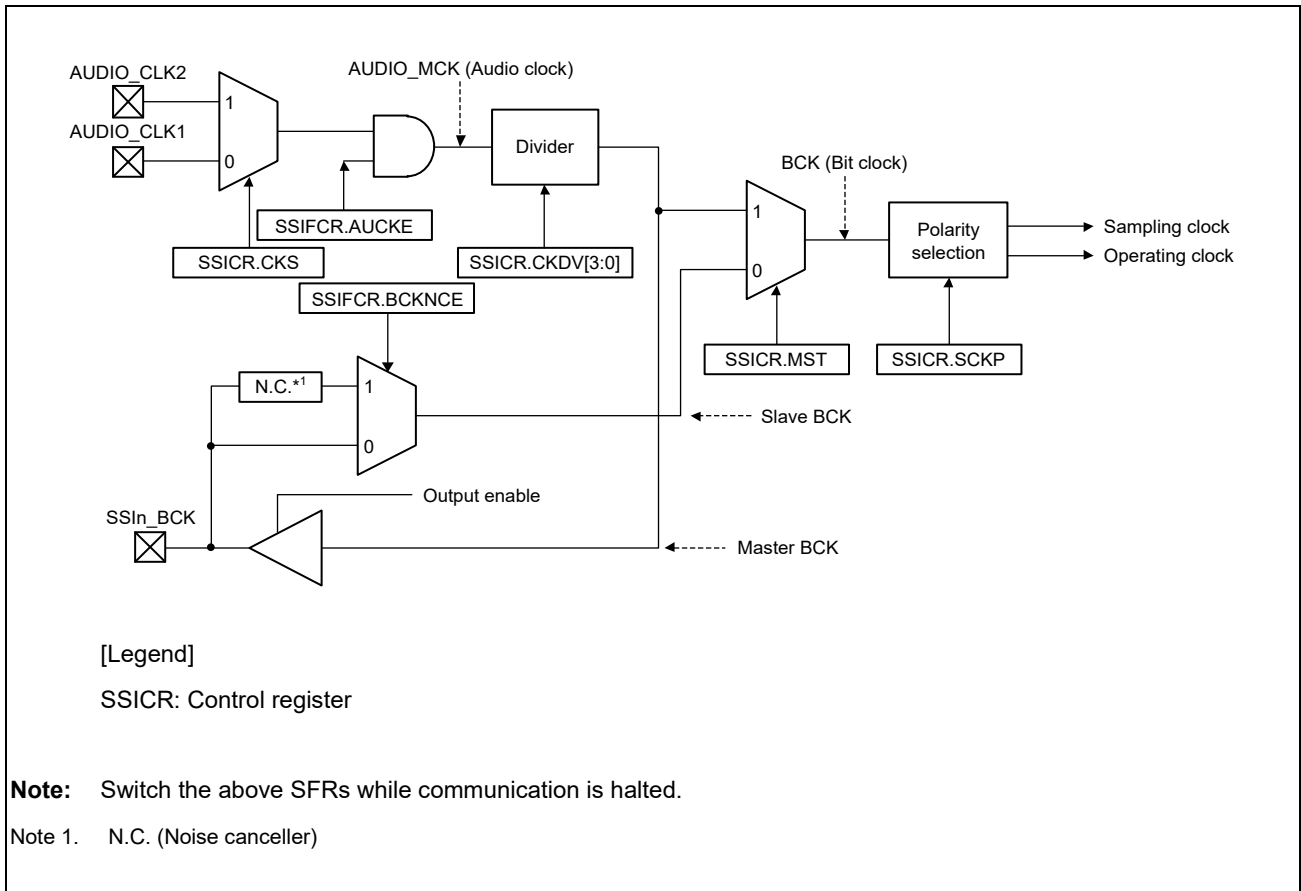 AUDIO_CLK2
AUDIO_MCK (Audio clock)
1
AUDIO_CLK1
Divider
0
BCK (Bit clock)
1
SSIFCR.AUCKE
Polarity
selection
Sampling clock
SSICR.CKS
SSICR.CKDV[3:0]
Operating clock
0
SSIFCR.BCKNCE
SSICR.MST
SSICR.SCKP
N.C.*1
1
Slave BCK
0
Output enable
SSIn_BCK
Master BCK
[Legend]
SSICR: Control register
Note: Switch the above SFRs while communication is halted.
Note 1. N.C. (Noise canceller)